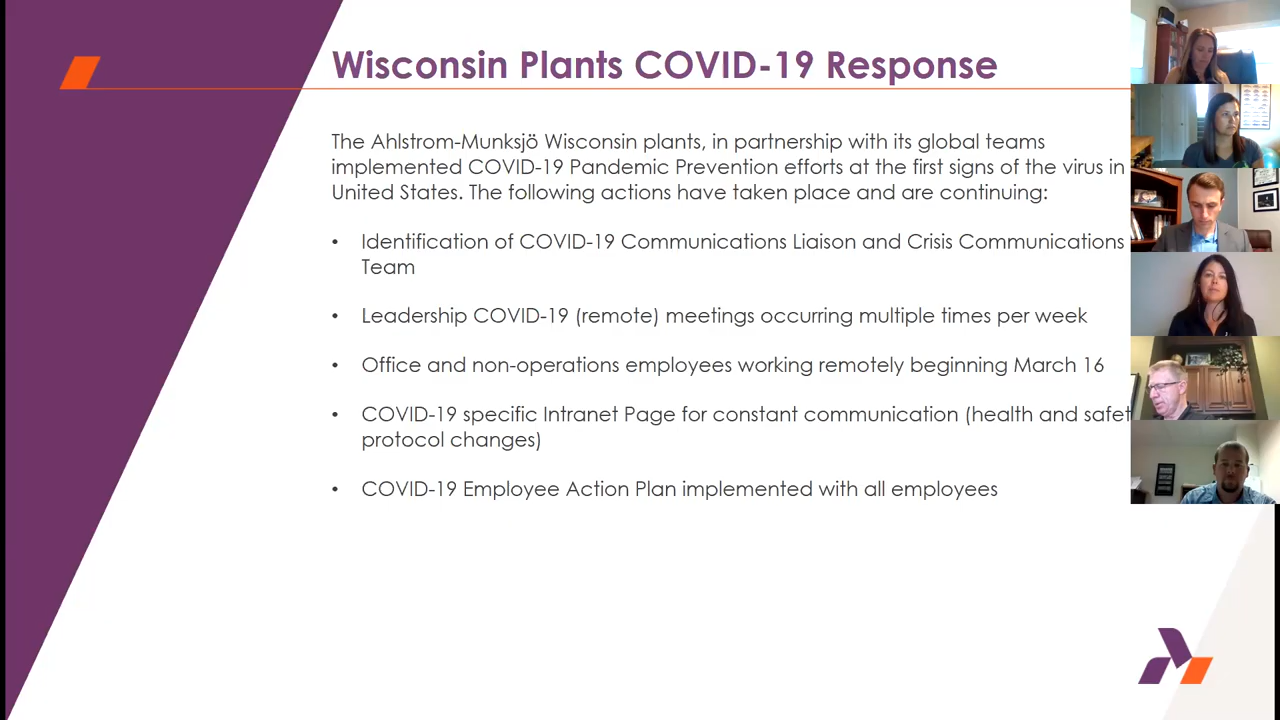 Wisconsin Plants COVID-19 Response
The Ahlstrom-Munksjö Wisconsin plants, in partnership with its global teams
implemented COVID-19 Pandemic Prevention efforts at the first signs of the virus in
United States. The following actions have taken place and are continuing:
• Identification of COVID-19 Communications Liaison and Crisis Communications
Team
• Leadership COVID-19 (remote) meetings occurring multiple times per week
• Office and non-operations employees working remotely beginning March 16
• COVID-19 specific Intranet Page for constant communication (health and safet
protocol changes)
• COVID-19 Employee Action Plan implemented with all employees